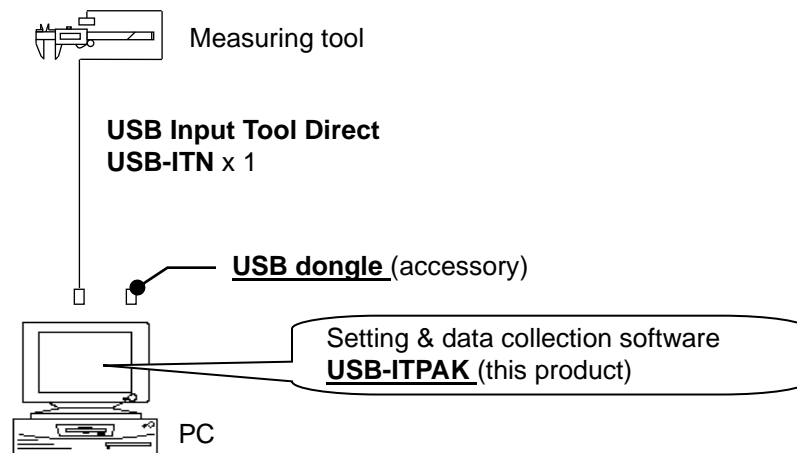 Measuring tool
USB Input Tool Direct
USB-ITN x 1
USB dongle (accessory)
Setting & data collection software
USB-ITPAK (this product)
PC